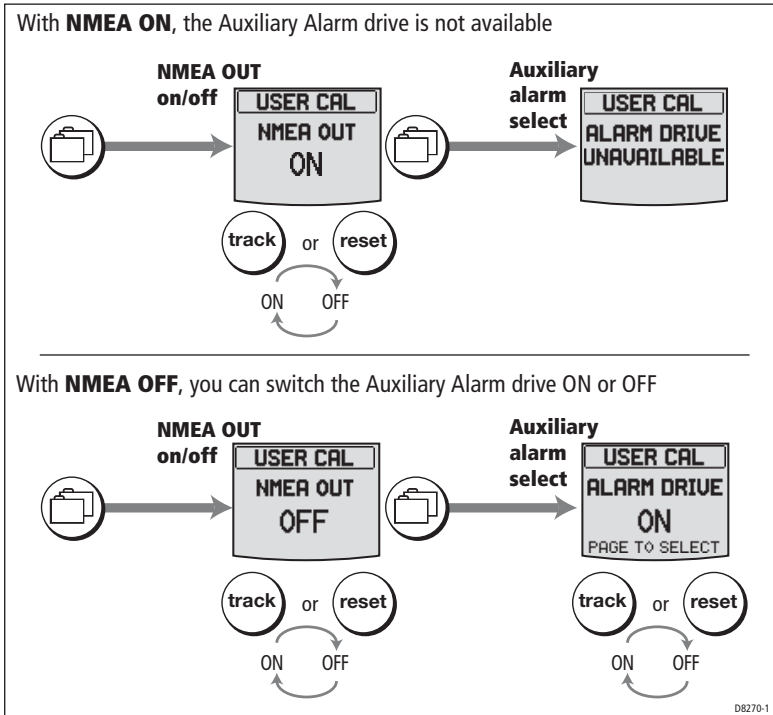 With NMEA ON, the Auxiliary Alarm drive is not available
NMEA OUT
on/off
USER CAL
NMEA OUT
ON
Auxiliary
alarm
select
USER CAL
ALARM DRIVE
UNAVAILABLE
track or reset
ON OFF
With NMEA OFF, you can switch the Auxiliary Alarm drive ON or OFF
NMEA OUT
on/off
USER CAL
NMEA OUT
OFF
Auxiliary
alarm
select
USER CAL
ALARM DRIVE
ON
PAGE TO SELECT
track or reset
ON OFF
track or reset
ON OFF
D8270-1